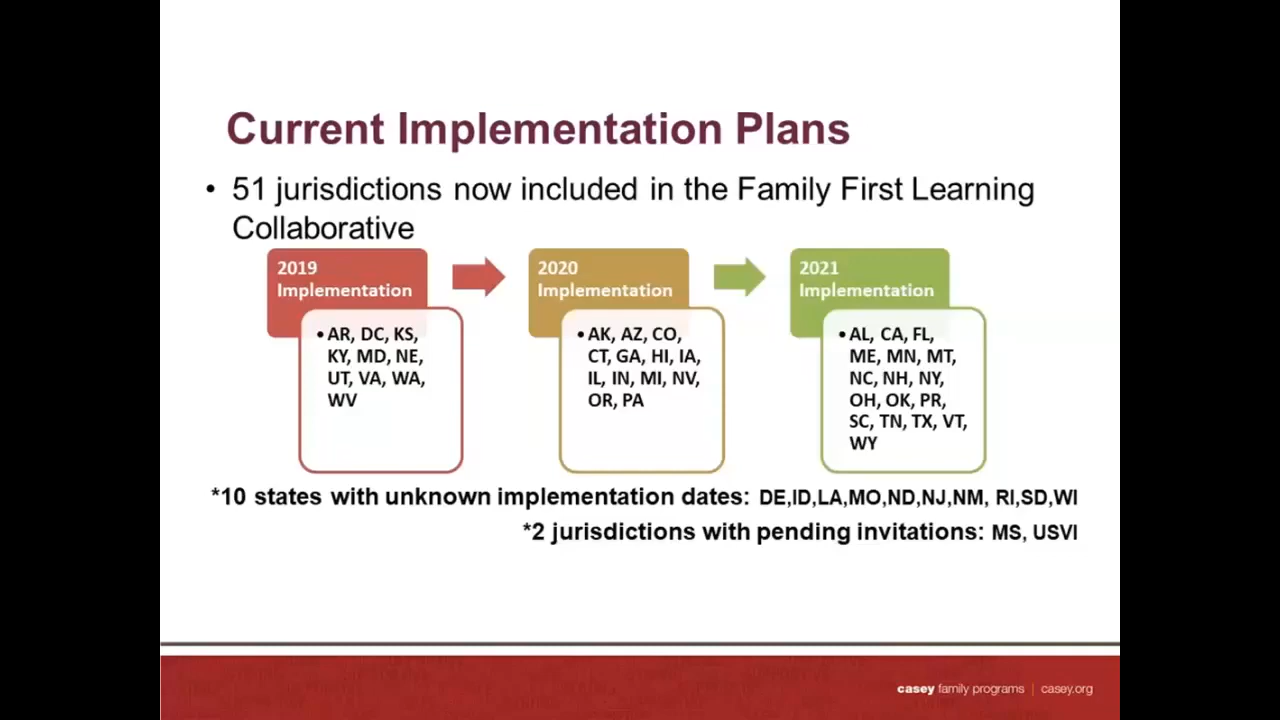 Current Implementation Plans
• 51 jurisdictions now included in the Family First Learning
Collaborative
2019
Implementation
• AR, DC, KS,
KY, MD, NE,
UT, VA, WA,
WV
2020
Implementation
• AK, AZ, CO,
CT, GA, HI, IA,
IL, IN, MI, NV,
OR, PA
2021
Implementation
• AL, CA, FL,
ME, MN, MT,
NC, NH, NY,
OH, OK, PR,
SC, TN, TX, VT,
WY
*10 states with unknown implementation dates: DE,ID,LA,MO,ND,NJ,NM, RI,SD,WI
*2 jurisdictions with pending invitations: MS, USVI
casey family programs | casey.org